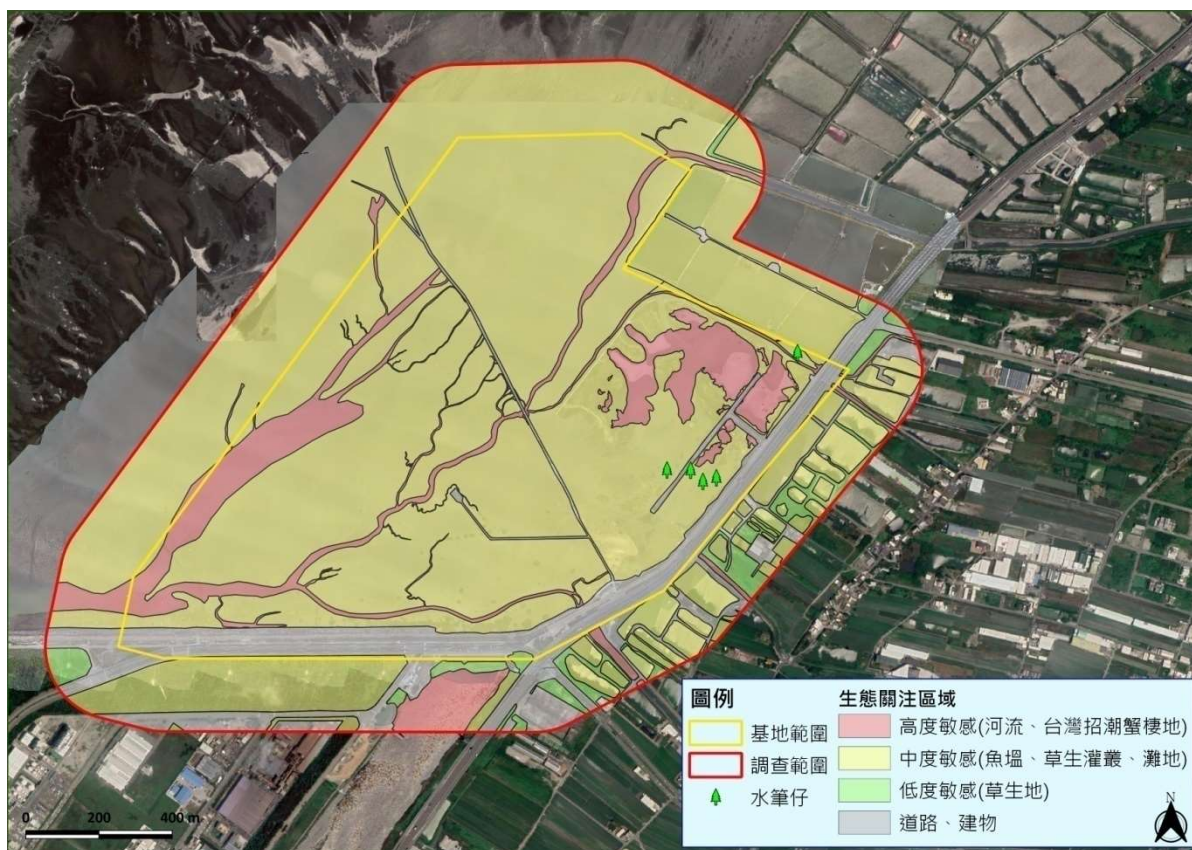 圖例
基地範圍
調查範圍
水筆仔
生態關注區域
高度敏感(河流、台灣招潮蟹棲地)
中度敏感(魚塭、草生灌叢、灘地)
低度敏感(草生地)
道路、建物
N
0 200 400 m